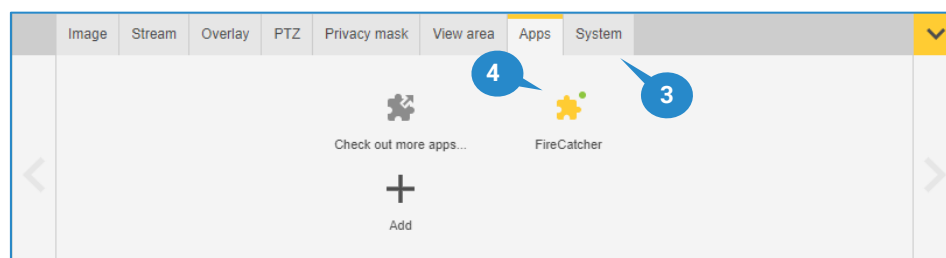 Image Stream Overlay PTZ Privacy mask View area Apps System
4
3
Check out more apps... FireCatcher
Add